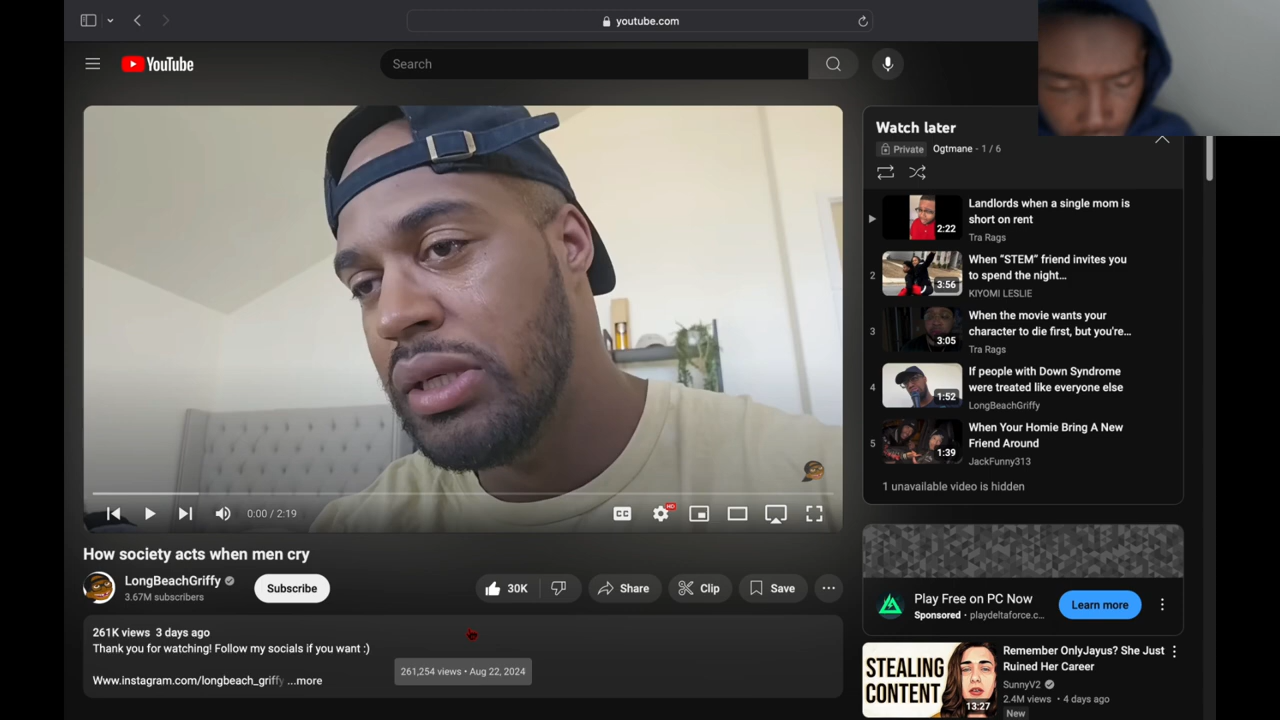 youtube.com
YouTube
Search
Watch later
Private
Ogtmane - 1 / 6
Landlords when a single mom is
short on rent
Tra Rags
2:22
2
When “STEM” friend invites you
to spend the night...
KIYOMI LESLIE
3:56
3
When the movie wants your
character to die first, but you're...
Tra Rags
3:05
4
If people with Down Syndrome
were treated like everyone else
LongBeachGriffy
1:52
5
When Your Homie Bring A New
Friend Around
JackFunny313
1:39
1 unavailable video is hidden
0:00 / 2:19
CC
HD
How society acts when men cry
LongBeachGriffy
3.67M subscribers
Subscribe
30K
Share
Clip
Save
261K views 3 days ago
Thank you for watching! Follow my socials if you want :)
261,254 views • Aug 22, 2024
Www.instagram.com/longbeach_griffy ...more
Play Free on PC Now
Sponsored • playdeltaforce.c...
Learn more
STEALING
CONTENT
13:27
Remember OnlyJayus? She Just
Ruined Her Career
SunnyV2
2.4M views • 4 days ago
New